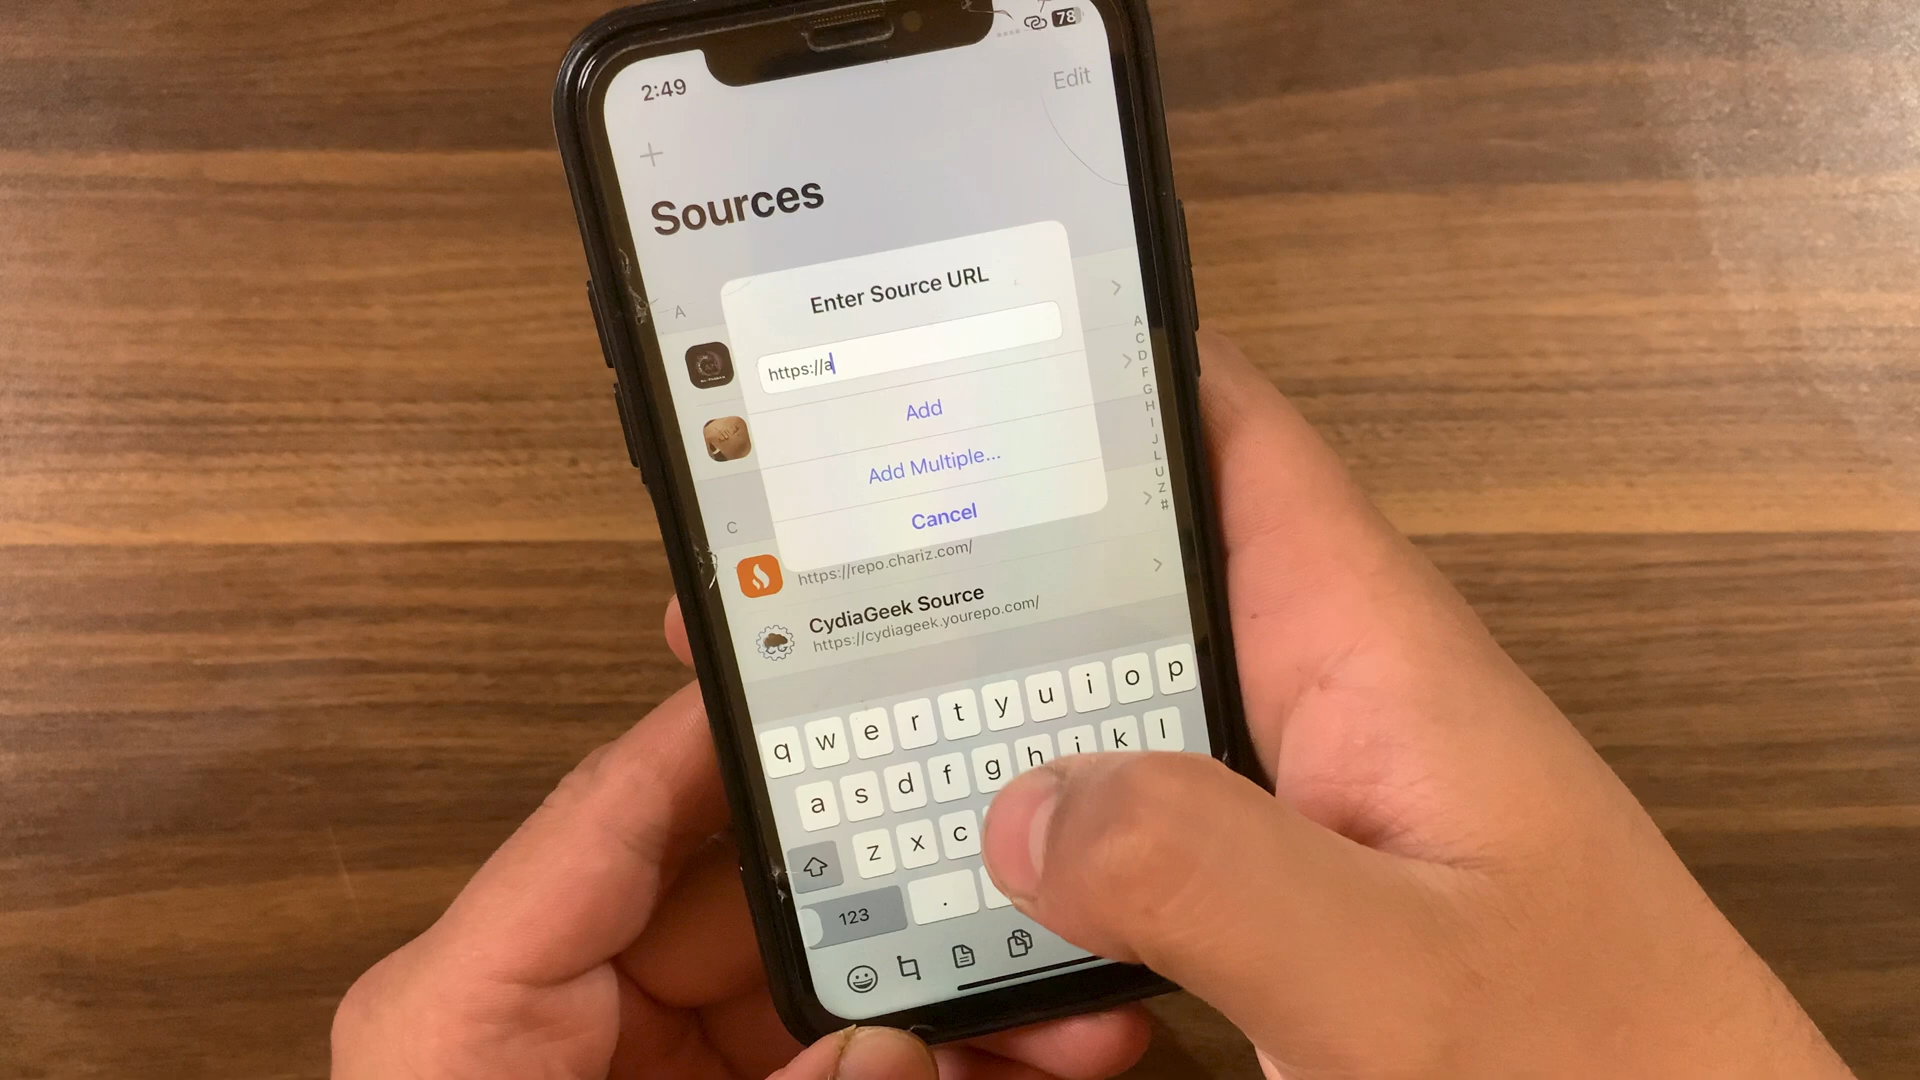 2:49
78
Edit
+
Sources
A
Enter Source URL
https://a
Add
Add Multiple...
Cancel
C
https://repo.chariz.com/
CydiaGeek Source
https://cydiageek.yourepo.com/
A
C
D
F
G
H
I
J
L
U
Z
#
q w e r t y u i o p
a s d f g h j k l
z x c
123 .